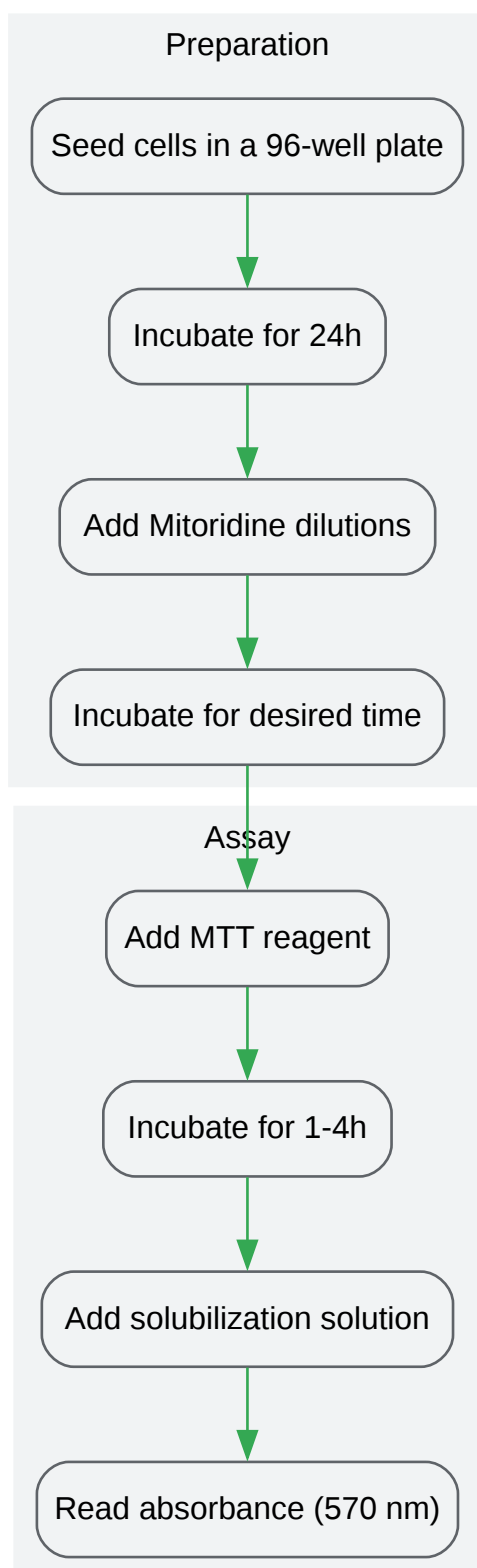 Preparation
Seed cells in a 96-well plate
Incubate for 24h
Add Mitoridine dilutions
Incubate for desired time
Assay
Add MTT reagent
Incubate for 1-4h
Add solubilization solution
Read absorbance (570 nm)